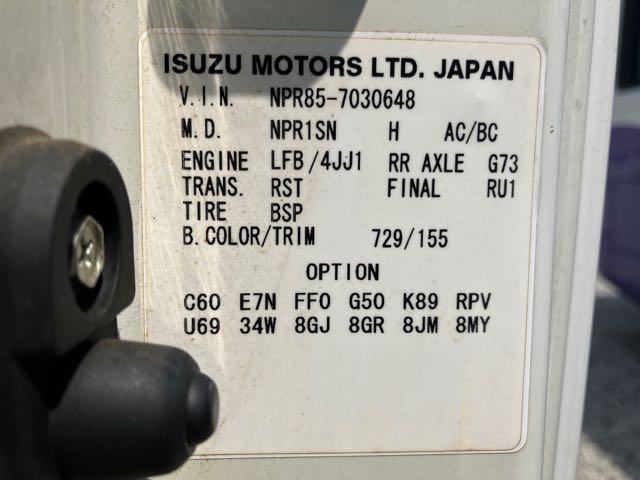 ISUZU MOTORS LTD. JAPAN
V.I.N. NPR85-7030648
M.D. NPR1SN H AC/BC
ENGINE LFB/4JJ1 RR AXLE G73
TRANS. RST FINAL RU1
TIRE BSP
B.COLOR/TRIM 729/155
OPTION
C60 E7N FF0 G50 K89 RPV
U69 34W 8GJ 8GR 8JM 8MY